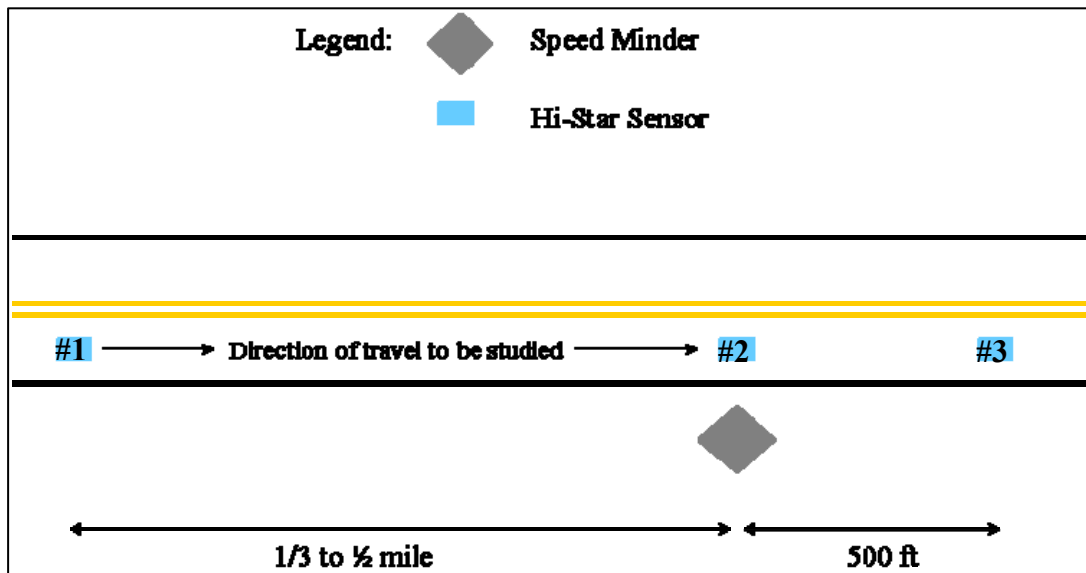 Legend: Speed Minder
Hi-Star Sensor
#1 Direction of travel to be studied #2 #3
1/3 to ½ mile 500 ft